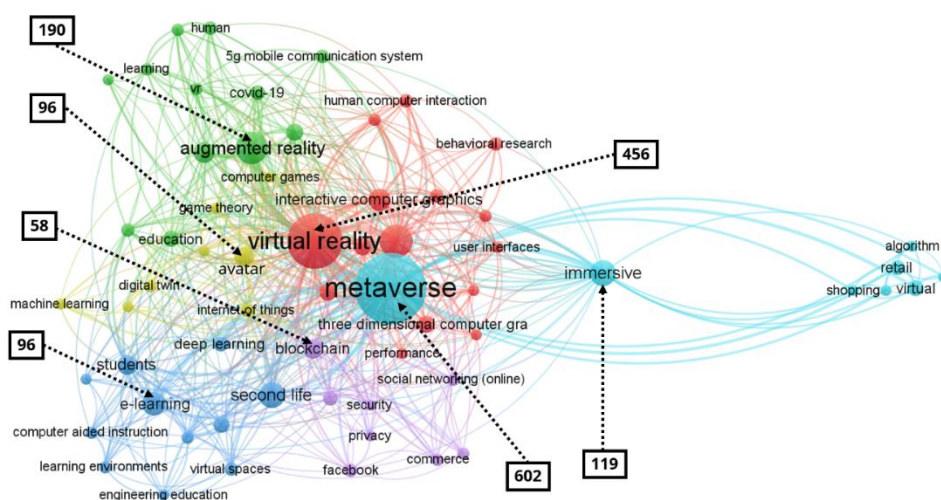 190
human
5g mobile communication system
learning
vr
covid-19
human computer interaction
96
augmented reality
behavioral research
456
computer games
interactive computer graphics
game theory
58
education
virtual reality
user interfaces
algorithm
avatar
immersive
retail
digital twin
metaverse
shopping
virtual
machine learning
internet of things
three dimensional computer gra
96
deep learning
blockchain
performance
students
social networking (online)
e-learning
second life
security
computer aided instruction
privacy
commerce
learning environments
virtual spaces
facebook
602
119
engineering education